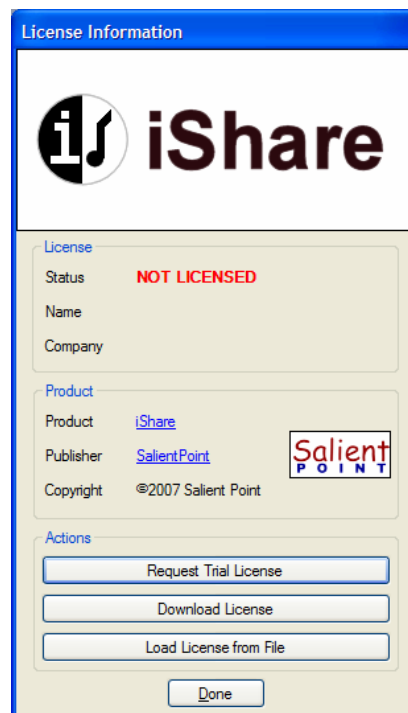 License Information
iS iShare
License
Status NOT LICENSED
Name
Company
Product
Product iShare
Publisher SalientPoint
Salient
POINT
Copyright ©2007 Salient Point
Actions
Request Trial License
Download License
Load License from File
Done